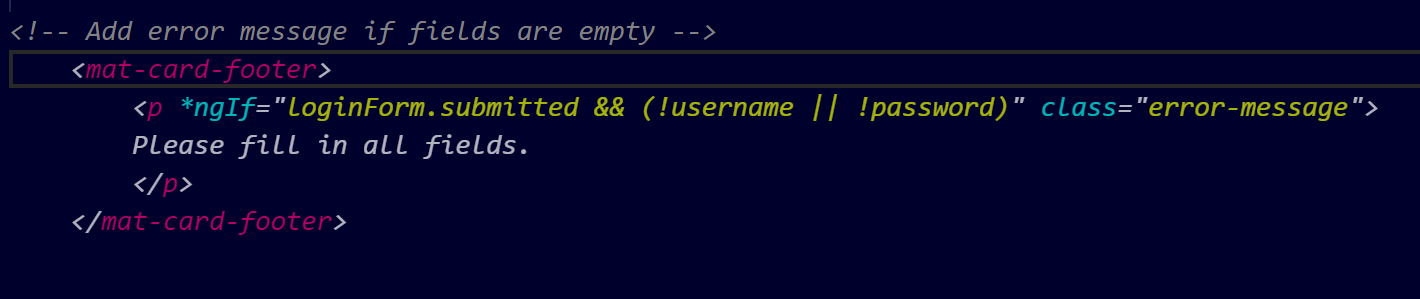 <!-- Add error message if fields are empty -->
<mat-card-footer>
<p *ngIf="loginForm.submitted && (!username || !password)" class="error-message">
Please fill in all fields.
</p>
</mat-card-footer>